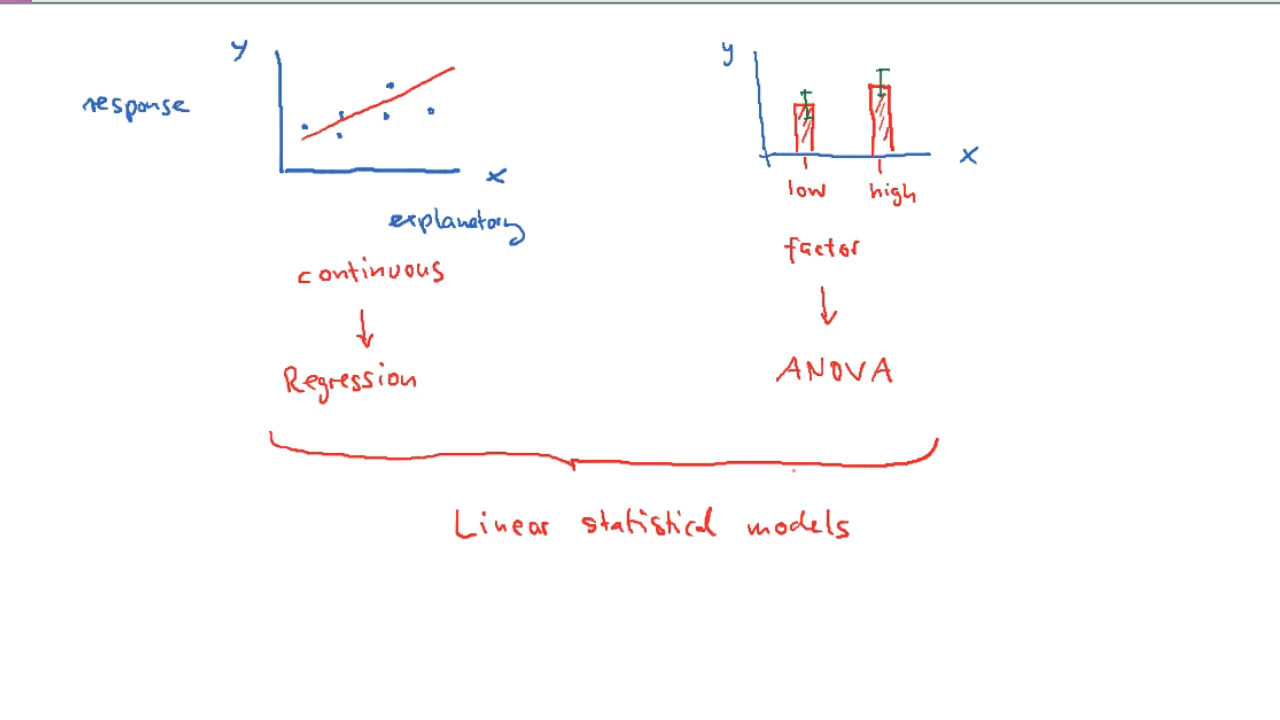 y
response
x
explanatory
continuous
Regression
y
x
low high
factor
ANOVA
Linear statistical models